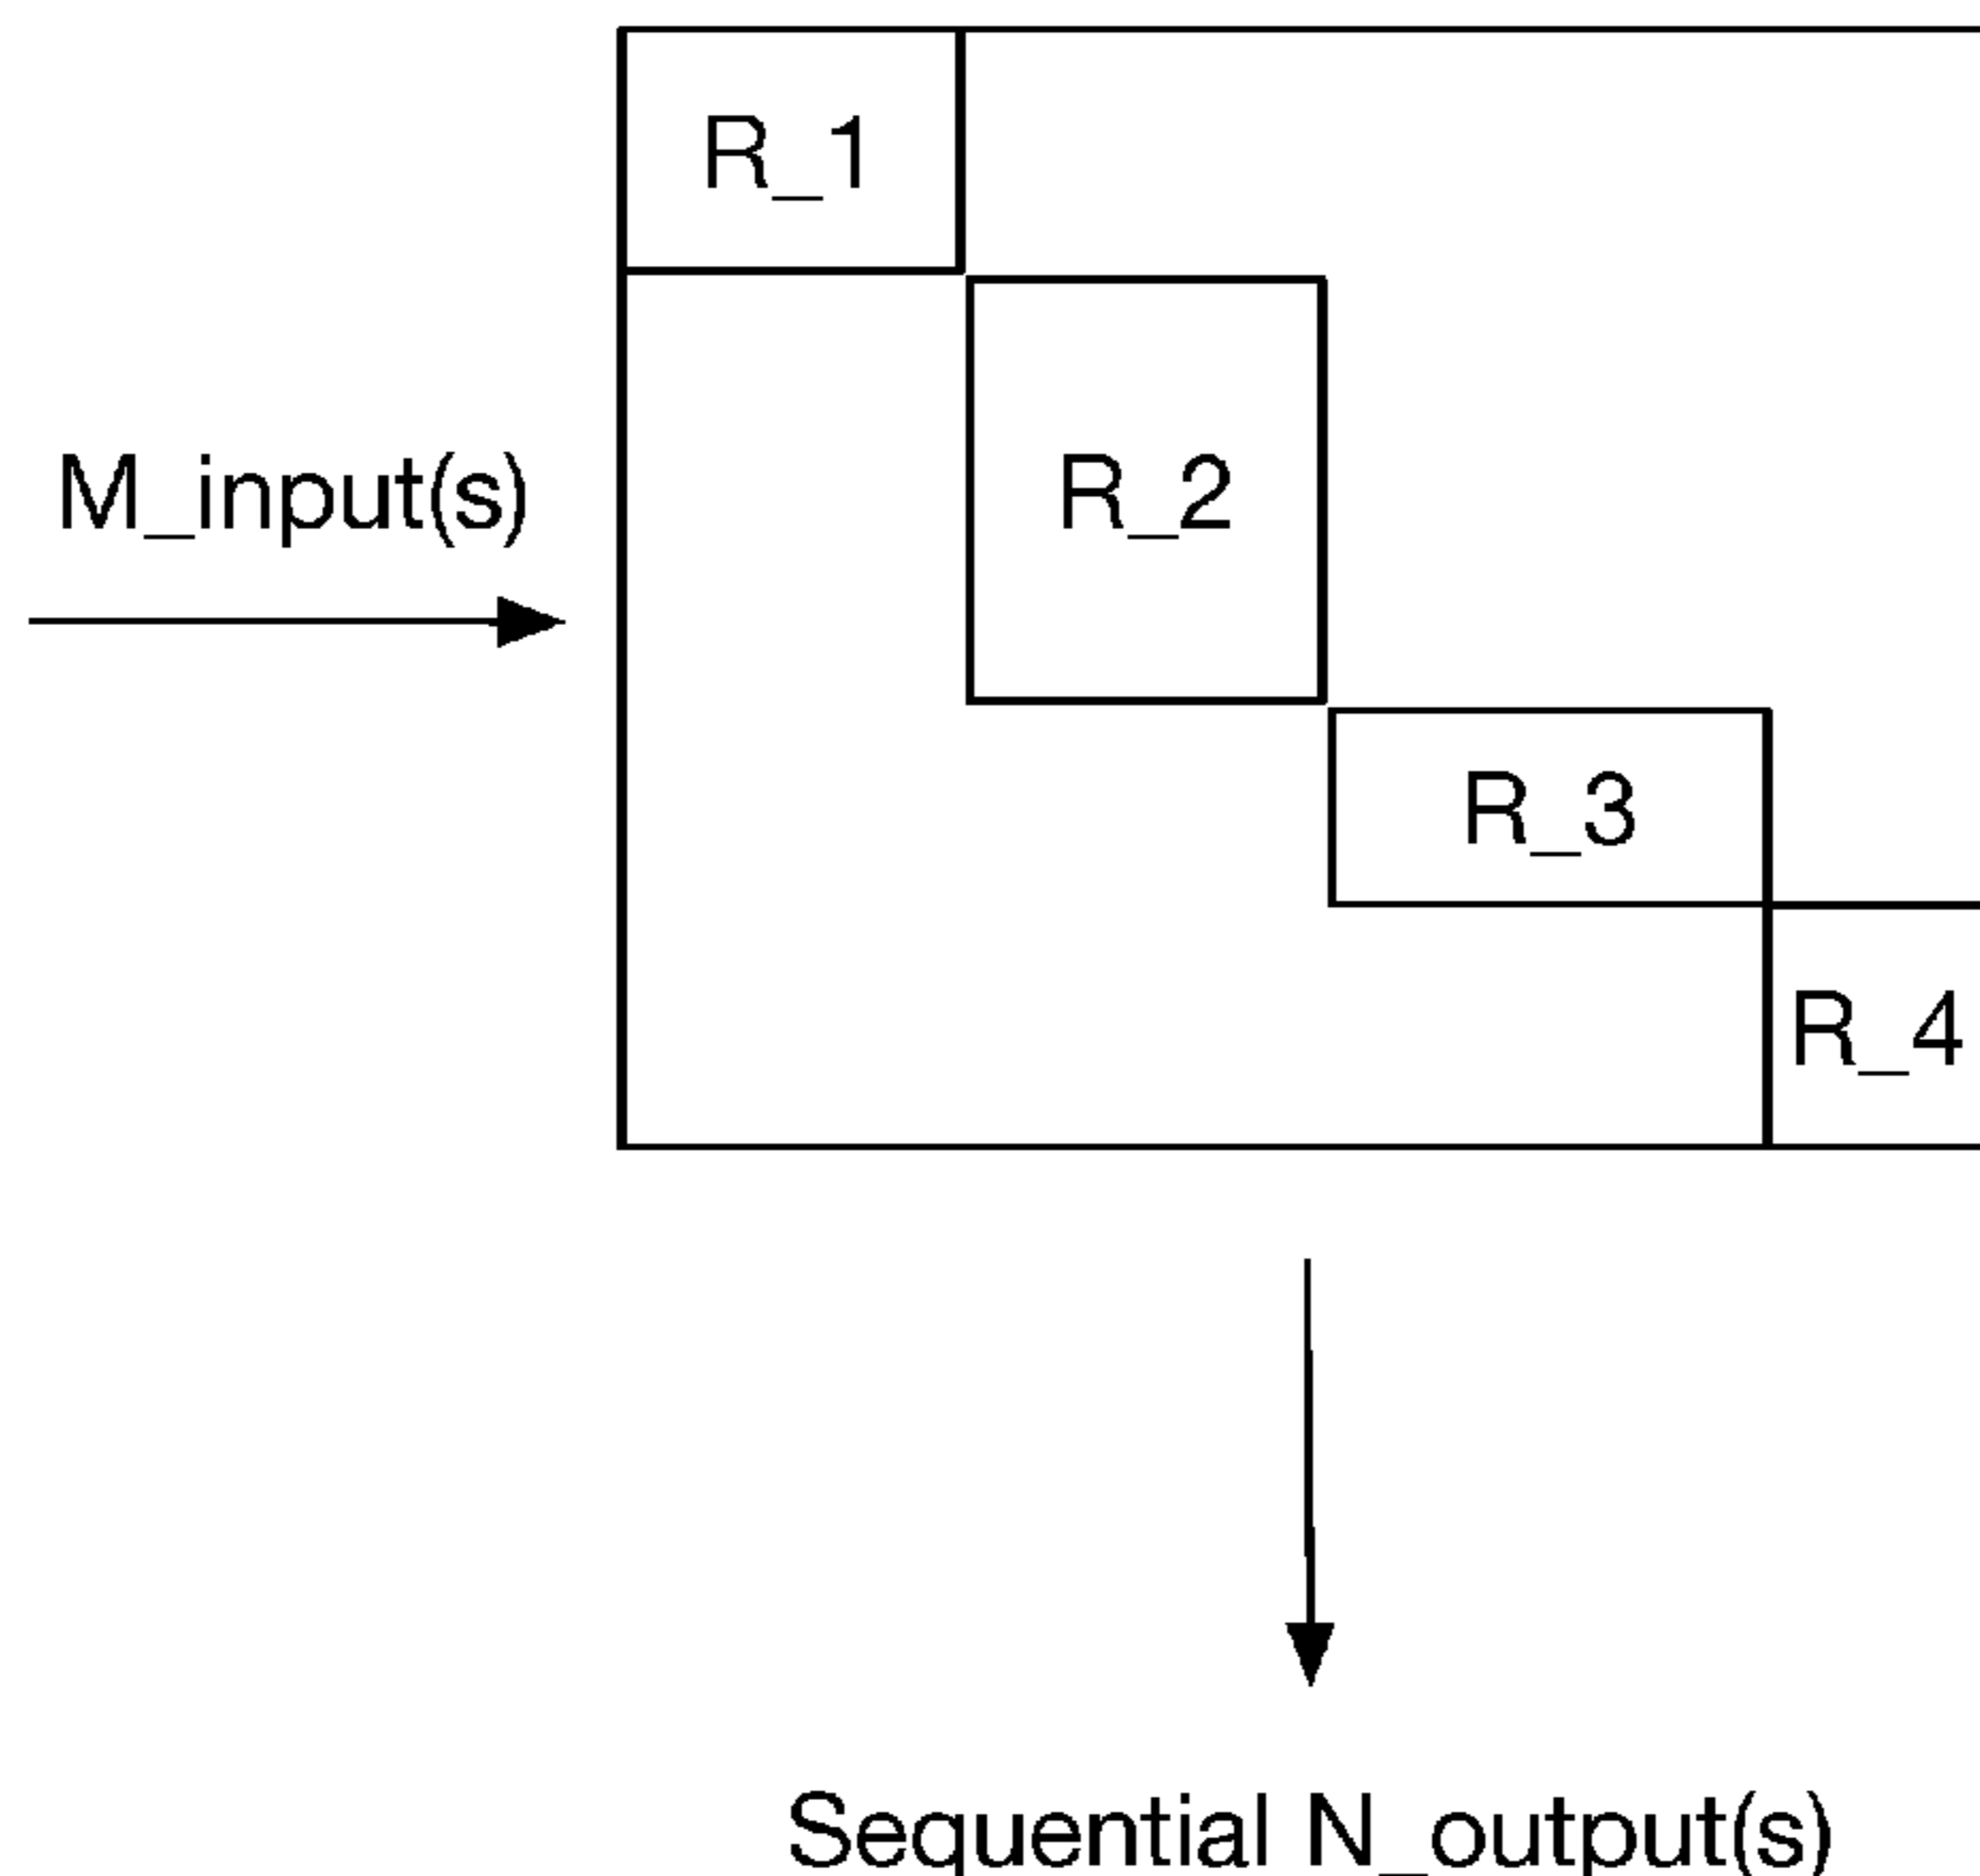 R_1
M_input(s)
R_2
R_3
R_4
Sequential N_output(s)